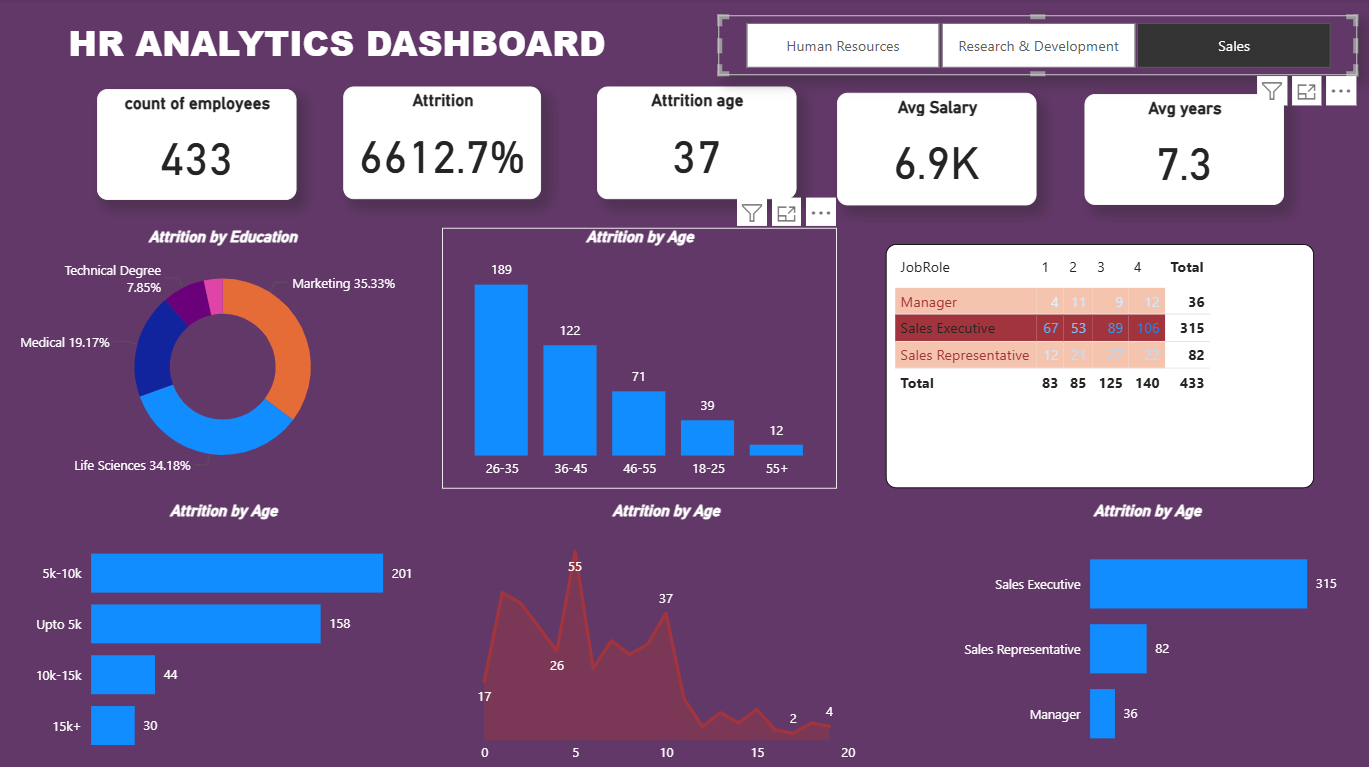 HR ANALYTICS DASHBOARD
Human Resources
Research & Development
Sales
count of employees
433
Attrition
6612.7%
Attrition age
37
Avg Salary
6.9K
Avg years
7.3
Attrition by Education
Technical Degree
7.85%
Marketing 35.33%
Medical 19.17%
Life Sciences 34.18%
Attrition by Age
189
122
71
39
12
26-35 36-45 46-55 18-25 55+
JobRole 1 2 3 4 Total
Manager 4 11 9 12 36
Sales Executive 67 53 89 106 315
Sales Representative 12 21 27 22 82
Total 83 85 125 140 433
Attrition by Age
5k-10k 201
Upto 5k 158
10k-15k 44
15k+ 30
Attrition by Age
55
37
26
17
2
4
0 5 10 15 20
Attrition by Age
Sales Executive 315
Sales Representative 82
Manager 36